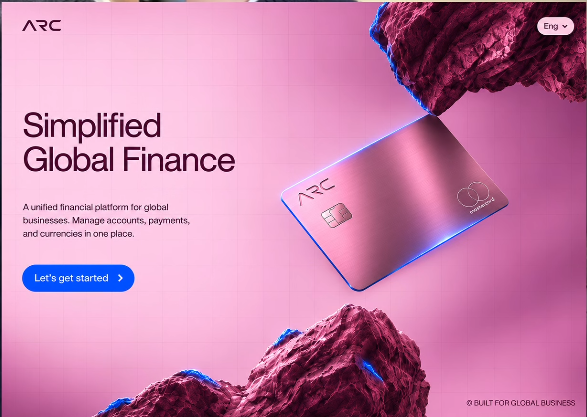 ARC
Eng
Simplified
Global Finance
A unified financial platform for global
businesses. Manage accounts, payments,
and currencies in one place.
Let's get started
ARC
mastercard
© BUILT FOR GLOBAL BUSINESS